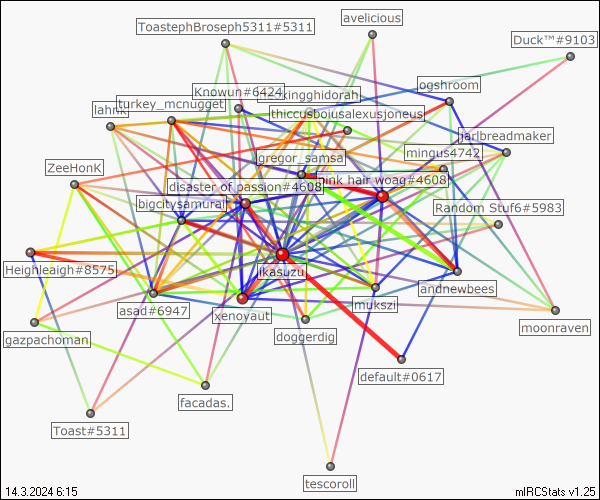 ToastephBroseph5311#5311
avelicious
Duck™#9103
Knowun#6424
kingghidorah
ogshroom
lahnk
turkey_mcnugget
thiccusboiusalexusjoneus
jarlbreadmaker
gregor_samsa
mingus4742
ZeeHonK
disaster of passion#4608
pink hair woag#4608
bigcitysamurai
Random Stuf6#5983
Heighleaigh#8575
ikasuzu
andnewbees
asad#6947
xenoyaut
mukszi
moonraven
gazpachoman
doggerdig
default#0617
facadas.
Toast#5311
tescoroll
14.3.2024 6:15
mIRCStats v1.25